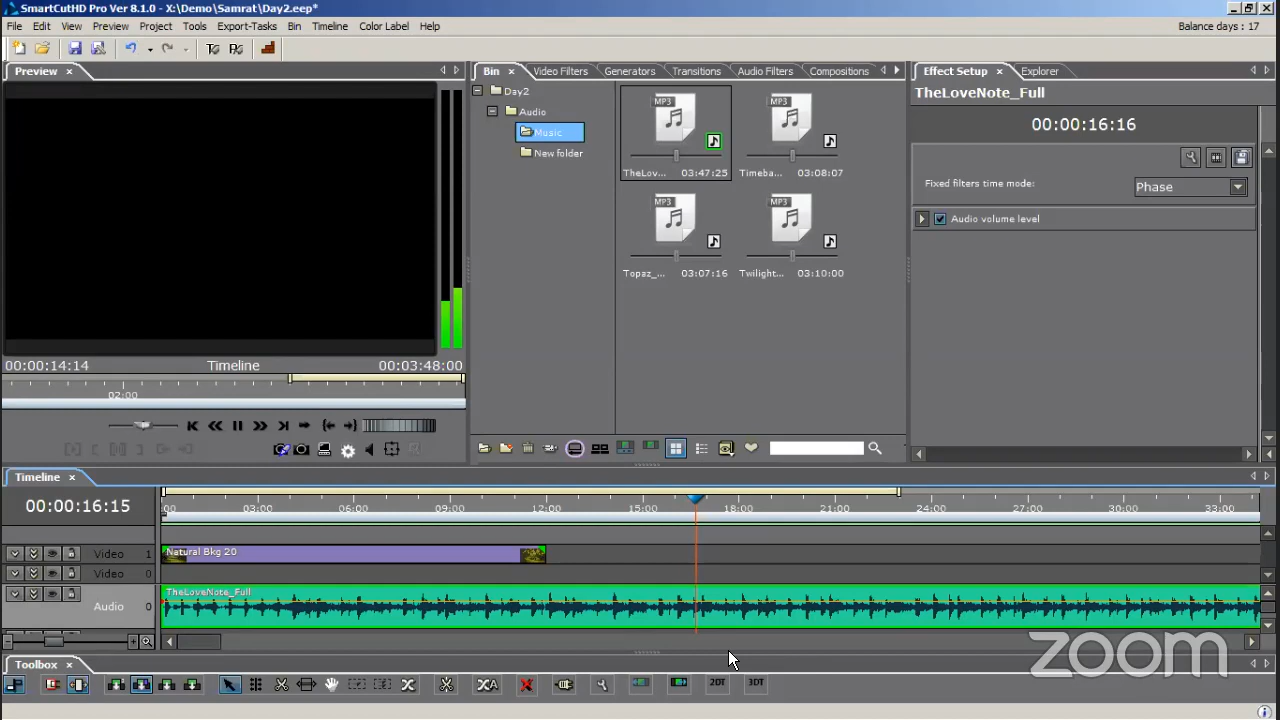 SmartCutHD Pro Ver 8.1.0 - X:\Demo\Samrat\Day2.eep*
File Edit View Preview Project Tools Export-Tasks Bin Timeline Color Label Help
Balance days : 17
Preview
Bin Video Filters Generators Transitions Audio Filters Compositions
Effect Setup Explorer
Day2
Audio
Music
New folder
MP3
TheLov... 03:47:25
MP3
Timeba... 03:08:07
MP3
Topaz_... 03:07:16
MP3
Twilight... 03:10:00
TheLoveNote_Full
00:00:16:16
Fixed filters time mode:
Phase
Audio volume level
00:00:14:14 Timeline 00:03:48:00
02:00
Timeline
00:00:16:15
:00 03:00 06:00 09:00 12:00 15:00 18:00 21:00 24:00 27:00 30:00 33:00
Video 1
Natural Bkg 20
Video 0
Audio 0
TheLoveNote_Full
zoom
Toolbox
XA
2DT
3DT